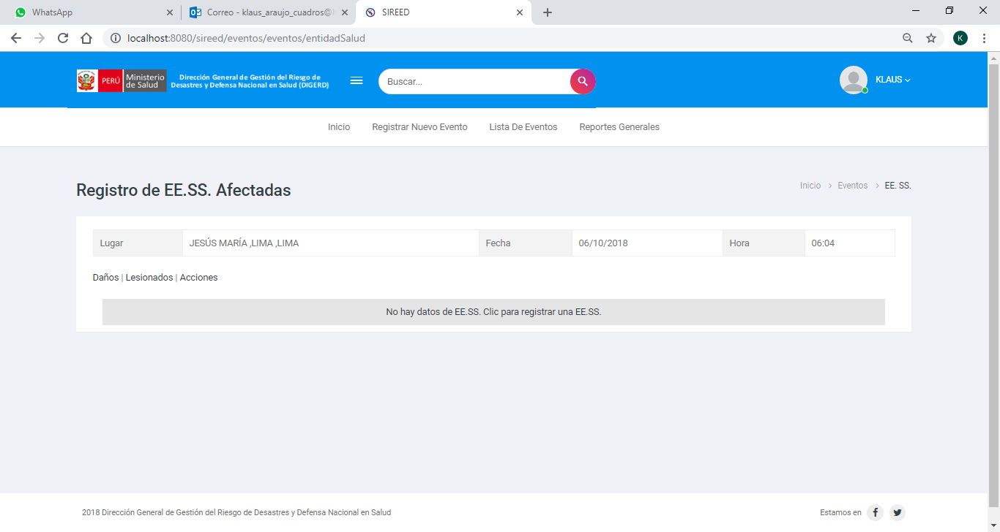 WhatsApp
Correo - klaus_araujo_cuadros@
SIREED
localhost:8080/sireed/eventos/eventos/entidadSalud
K
PERÚ
Ministerio
de Salud
Dirección General de Gestión del Riesgo de
Desastres y Defensa Nacional en Salud (DIGERD)
Buscar...
KLAUS
Inicio
Registrar Nuevo Evento
Lista De Eventos
Reportes Generales
Registro de EE.SS. Afectadas
Inicio > Eventos > EE. SS.
Lugar
JESÚS MARÍA ,LIMA ,LIMA
Fecha
06/10/2018
Hora
06:04
Daños | Lesionados | Acciones
No hay datos de EE.SS. Clic para registrar una EE.SS.
2018 Dirección General de Gestión del Riesgo de Desastres y Defensa Nacional en Salud
Estamos en